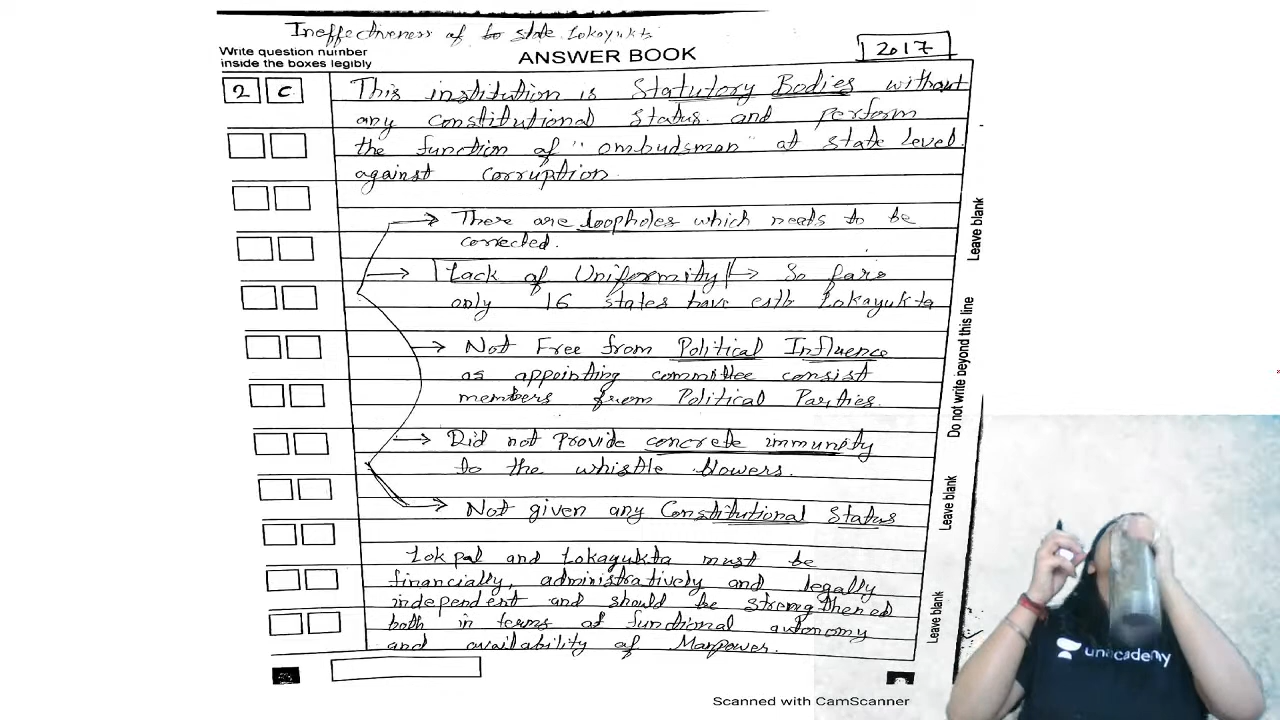 Ineffectiveness of to state Lokayukts
Write question number
inside the boxes legibly
ANSWER BOOK
2017
2 C
This institution is Statutory Bodies without
any constitutional status. and perform
the function of "ombudsmen" at state Level.
against corruption.
There are loopholes which needs to be
corrected.
Lack of Uniformity → So fars
only 16 states have estb Lokayukta
Not Free from Political Influence
as appointing committee consist
members from Political Parties.
Did not Provide concrete immunity
to the whistle blowers.
Not given any Constitutional Status
Lok pal and Lokayukta must be
financially, administratively and legally
independent and should be strengthened
both in terms of functional autonomy
and availability of Manpower.
Leave blank
Do not write beyond this line
Leave blank
Leave blank
Scanned with CamScanner
unacademy